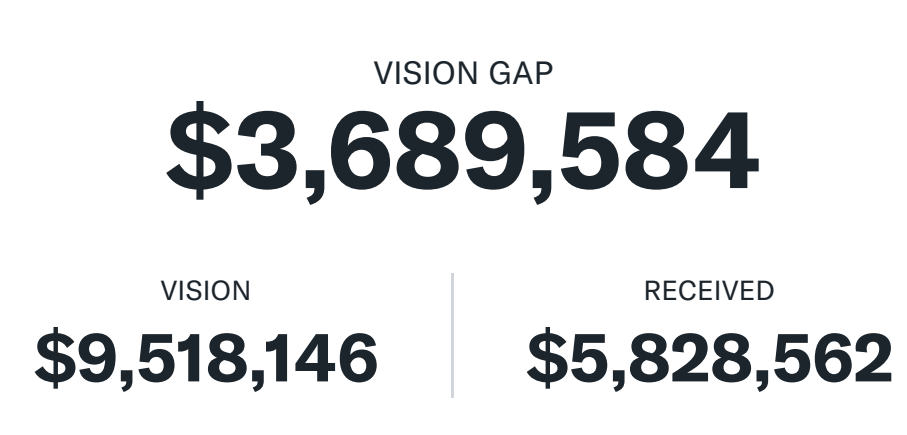 VISION GAP
$3,689,584
VISION
$9,518,146
RECEIVED
$5,828,562